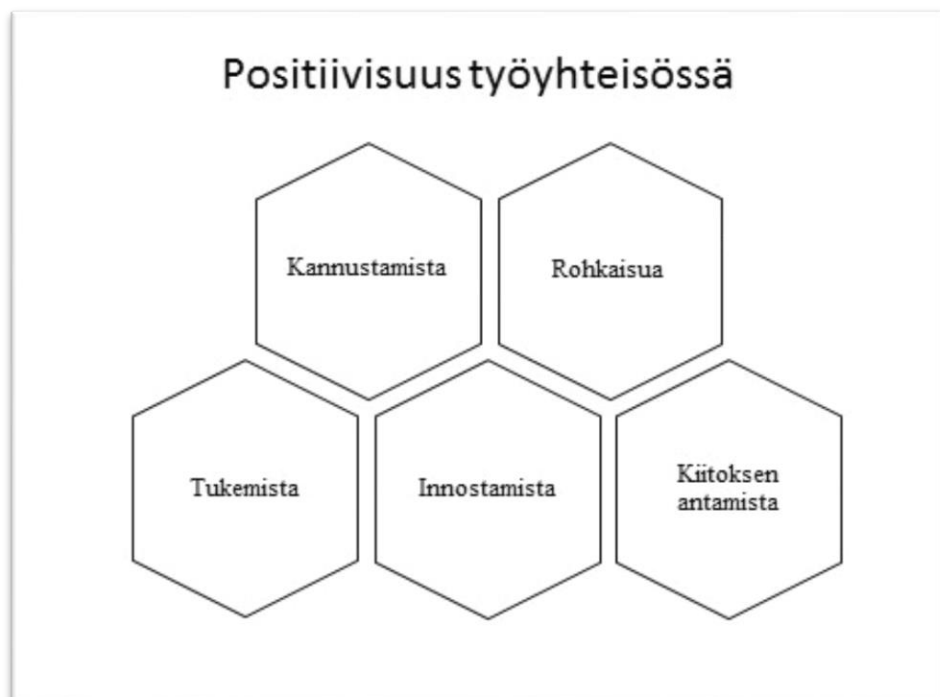 Positiivisuus työyhteisössä
Kannustamista
Rohkaisua
Tukemista
Innostamista
Kiitoksen
antamista